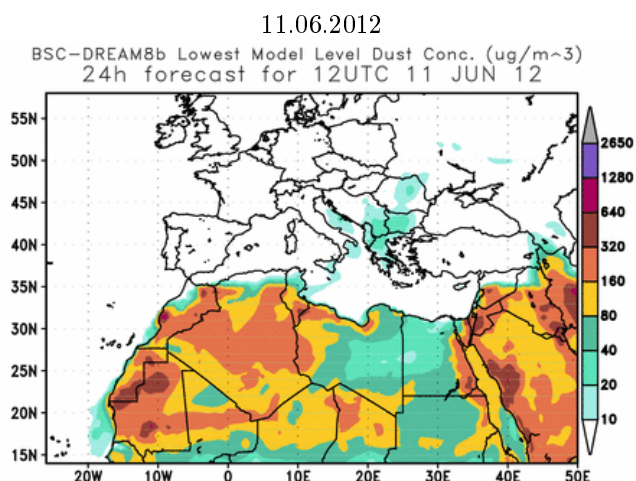 11.06.2012
BSC-DREAM8b Lowest Model Level Dust Conc. (ug/m^3)
24h forecast for 12UTC 11 JUN 12
55N
50N
45N
40N
35N
30N
25N
20N
15N
20W
10W
0
10E
20E
30E
40E
50E
2650
1280
640
320
160
80
40
20
10